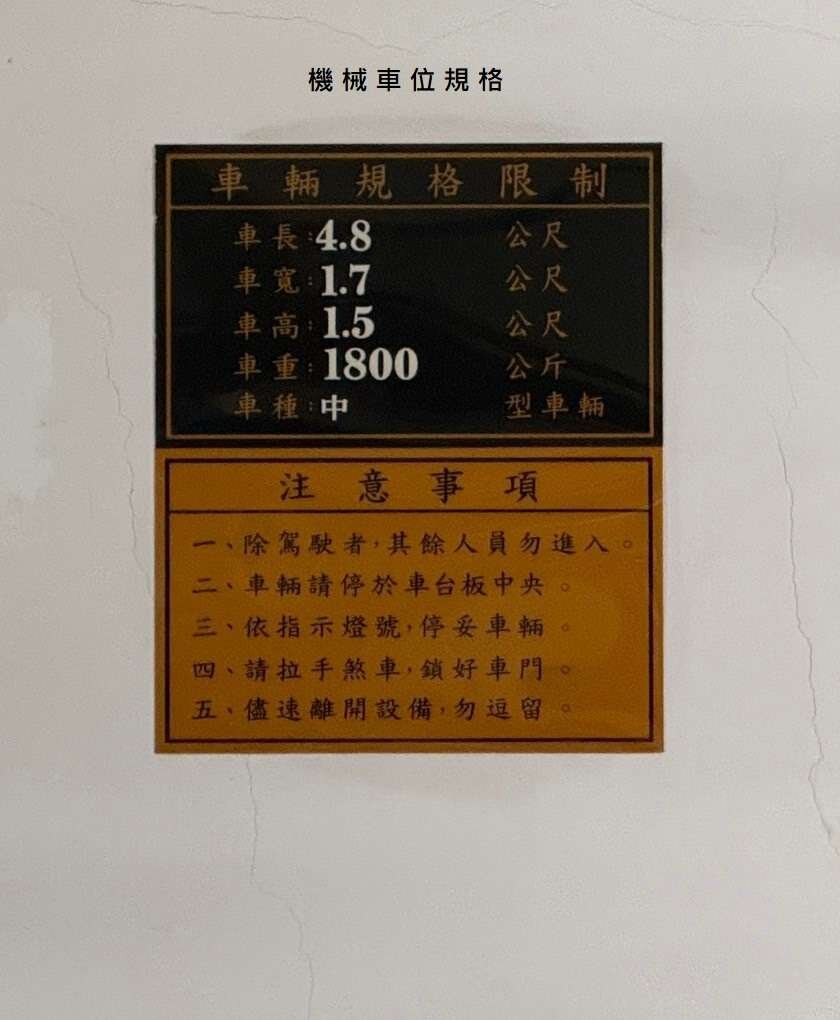 機械車位規格
車輛規格限制
車長:4.8 公尺
車寬:1.7 公尺
車高:1.5 公尺
車重:1800 公斤
車種:中 型車輛
注意事項
一、除駕駛者,其餘人員勿進入。
二、車輛請停於車台板中央。
三、依指示燈號,停妥車輛。
四、請拉手煞車,鎖好車門。
五、儘速離開設備,勿逗留。